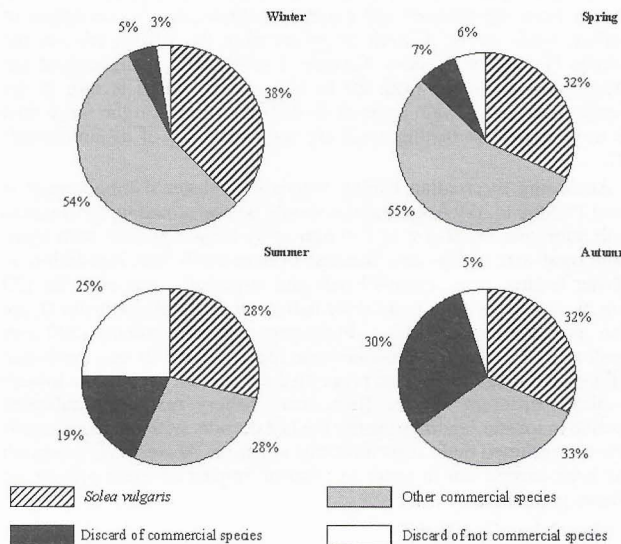 Winter
5%
3%
38%
54%
Spring
7%
6%
32%
55%
Summer
25%
28%
19%
28%
Autumn
5%
30%
32%
33%
Solea vulgaris
Other commercial species
Discard of commercial species
Discard of not commercial species